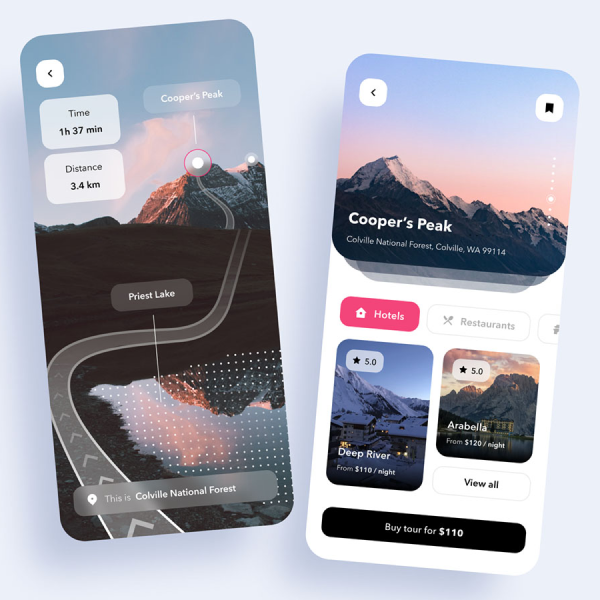 Cooper's Peak
Time
1h 37 min
Distance
3.4 km
Priest Lake
This is Colville National Forest
Cooper's Peak
Colville National Forest, Colville, WA 99114
Hotels
Restaurants
5.0
Deep River
From $110 / night
5.0
Arabella
From $120 / night
View all
Buy tour for $110